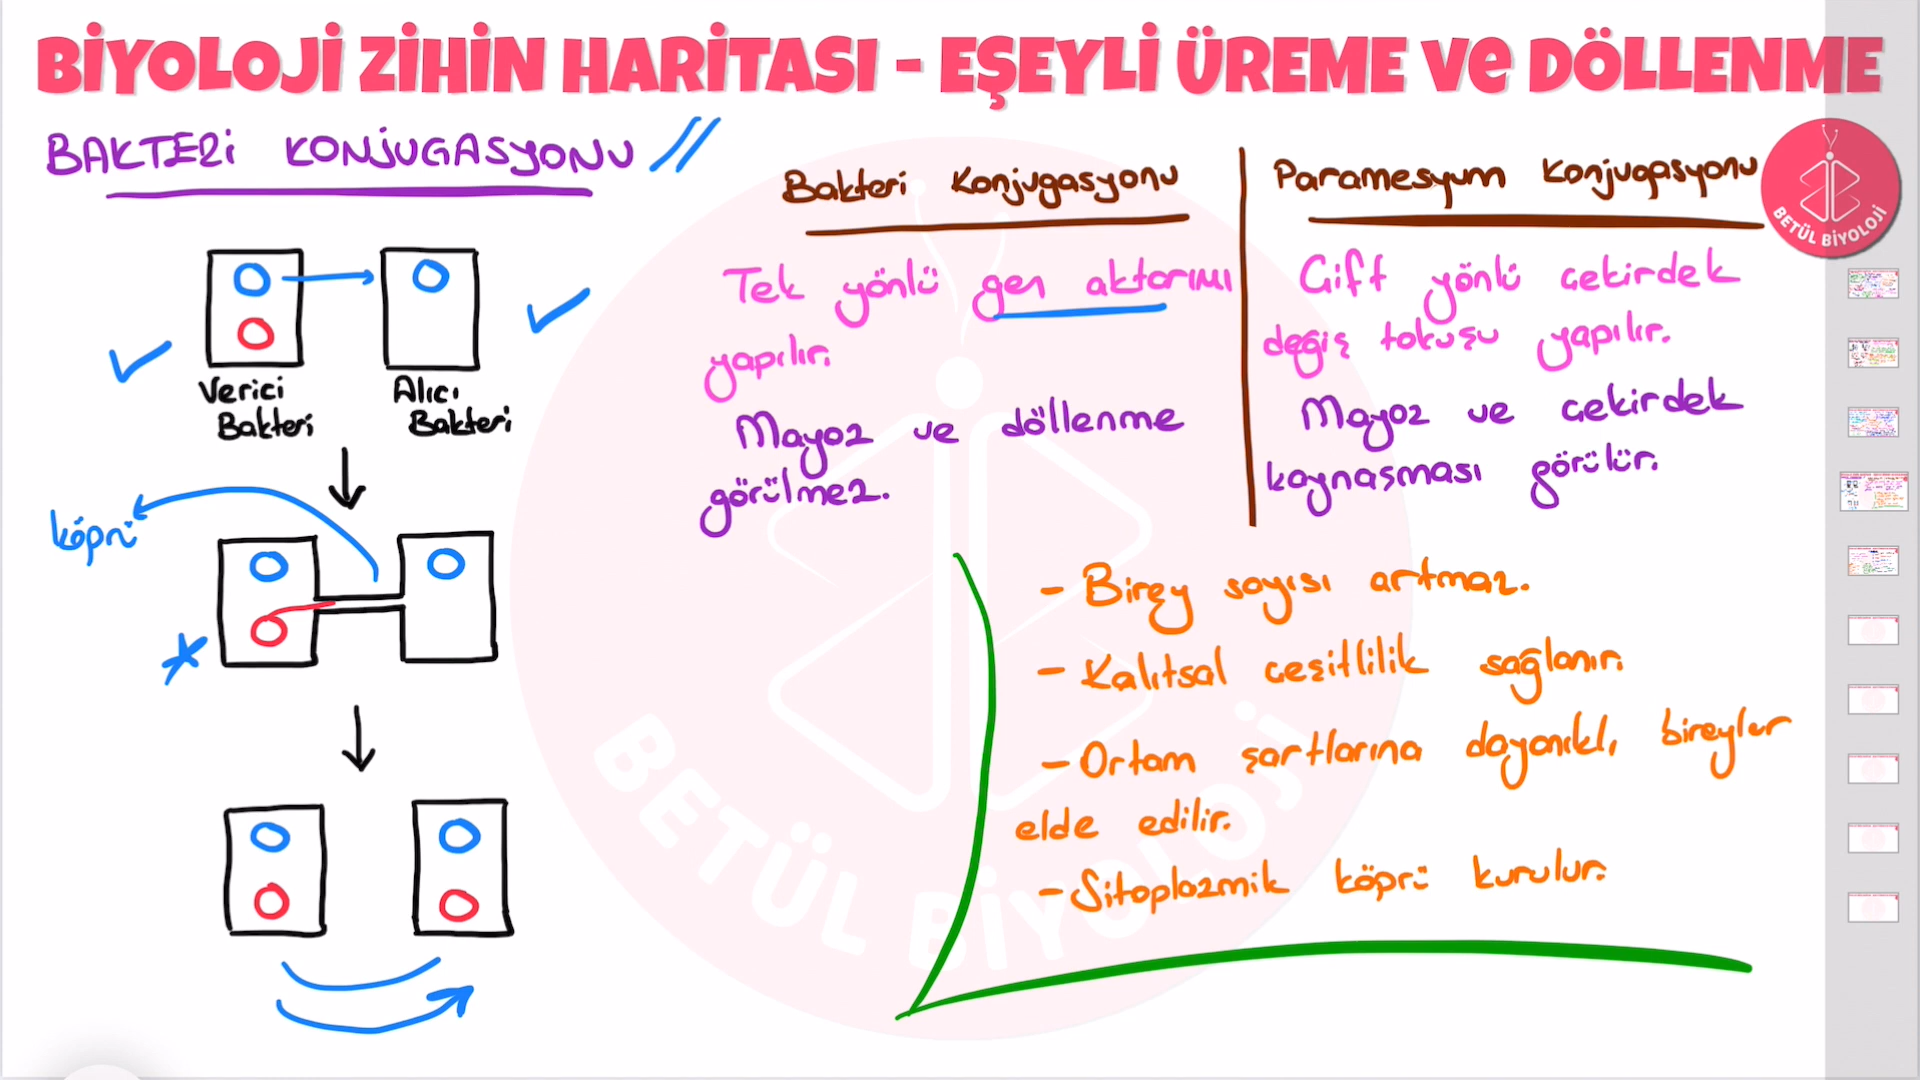 BİYOLOJİ ZİHİN HARİTASI - EŞEYLİ ÜREME Ve DÖLLENME
BAKTERİ KONJUGASYONU
Verici Bakteri
Alıcı Bakteri
köprü
Bakteri Konjugasyonu
Tek yönlü gen aktarımı
yapılır.
Mayoz ve döllenme
görülmez.
Paramesyum Konjugasyonu
Çift yönlü çekirdek
değiş tokuşu yapılır.
Mayoz ve çekirdek
kaynaşması görülür.
- Birey sayısı artmaz.
- Kalıtsal çeşitlilik sağlanır.
- Ortam şartlarına dayanıklı bireyler
elde edilir.
- Sitoplazmik köprü kurulur.
BETÜL BİYOLOJİ
BETÜL BİYOLOJİ